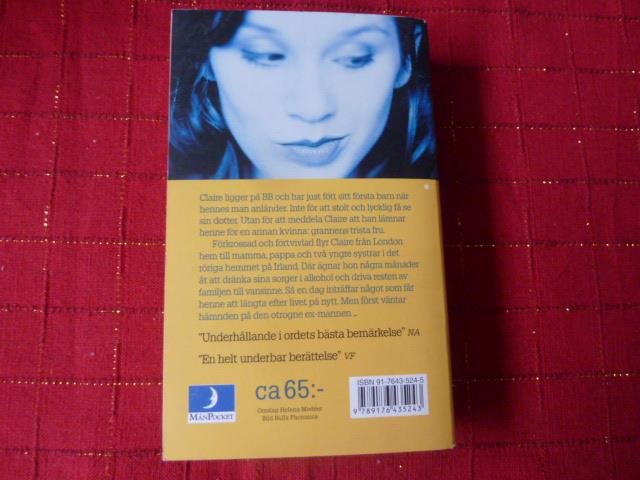 Claire ligger på BB och har just fött sitt första barn när
hennes man anländer. Inte för att stolt och lycklig få se
sin dotter. Utan för att meddela Claire att han lämnar
henne för en annan kvinna: grannens trista fru.
Förkrossad och förtvivlad flyr Claire från London
hem till mamma, pappa och två yngre systrar i det
röriga hemmet på Irland. Där ägnar hon några månader
åt att dränka sina sorger i alkohol och driva resten av
familjen till vansinne. Så en dag inträffar något som får
henne att längta efter livet på nytt. Men först väntar
hämnden på den otrogne ex-mannen ...
"Underhållande i ordets bästa bemärkelse" NA
"En helt underbar berättelse" VF
MÅNPOCKET
ca 65:-
Omslag Helena Modéer
Bild Bulls Photonica
ISBN 91-7643-524-5
9 789176 435243